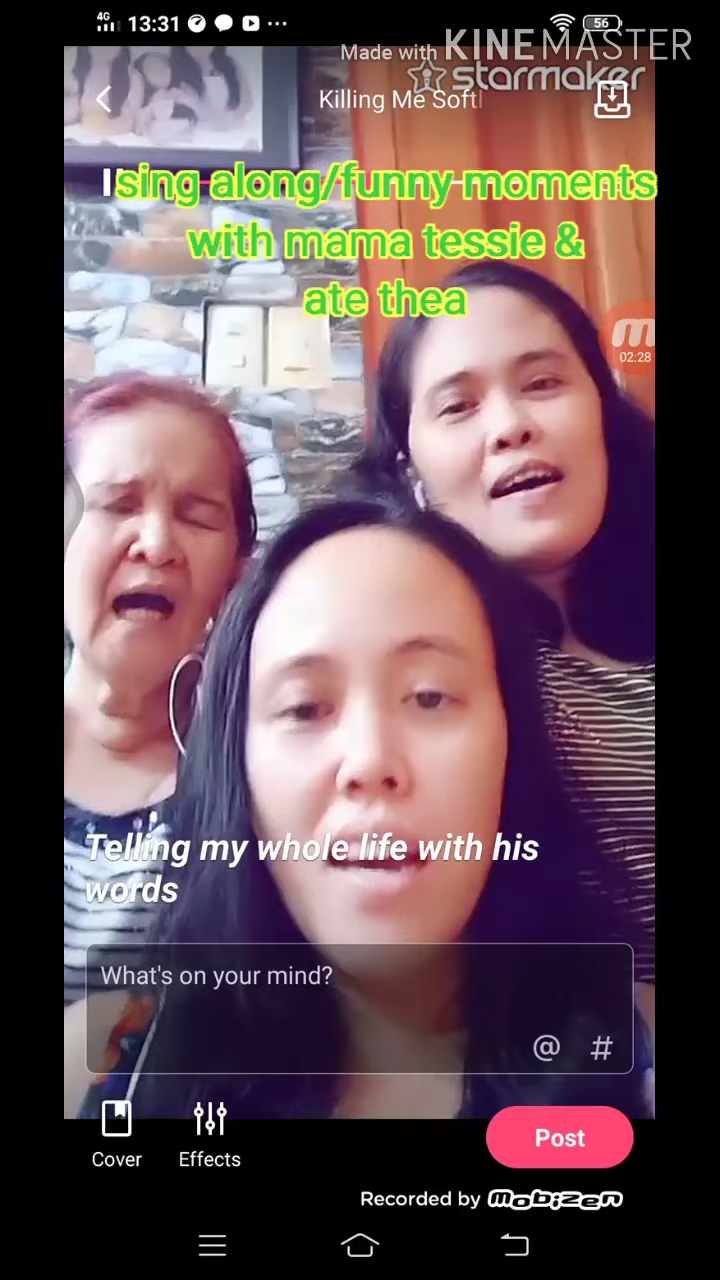 4G 13:31 56
Made with KINEMASTER
starmaker
Killing Me Softl
sing along/funny moments
with mama tessie &
ate thea
02:28
Telling my whole life with his
words
What's on your mind?
@ #
Cover Effects Post
Recorded by mobizen